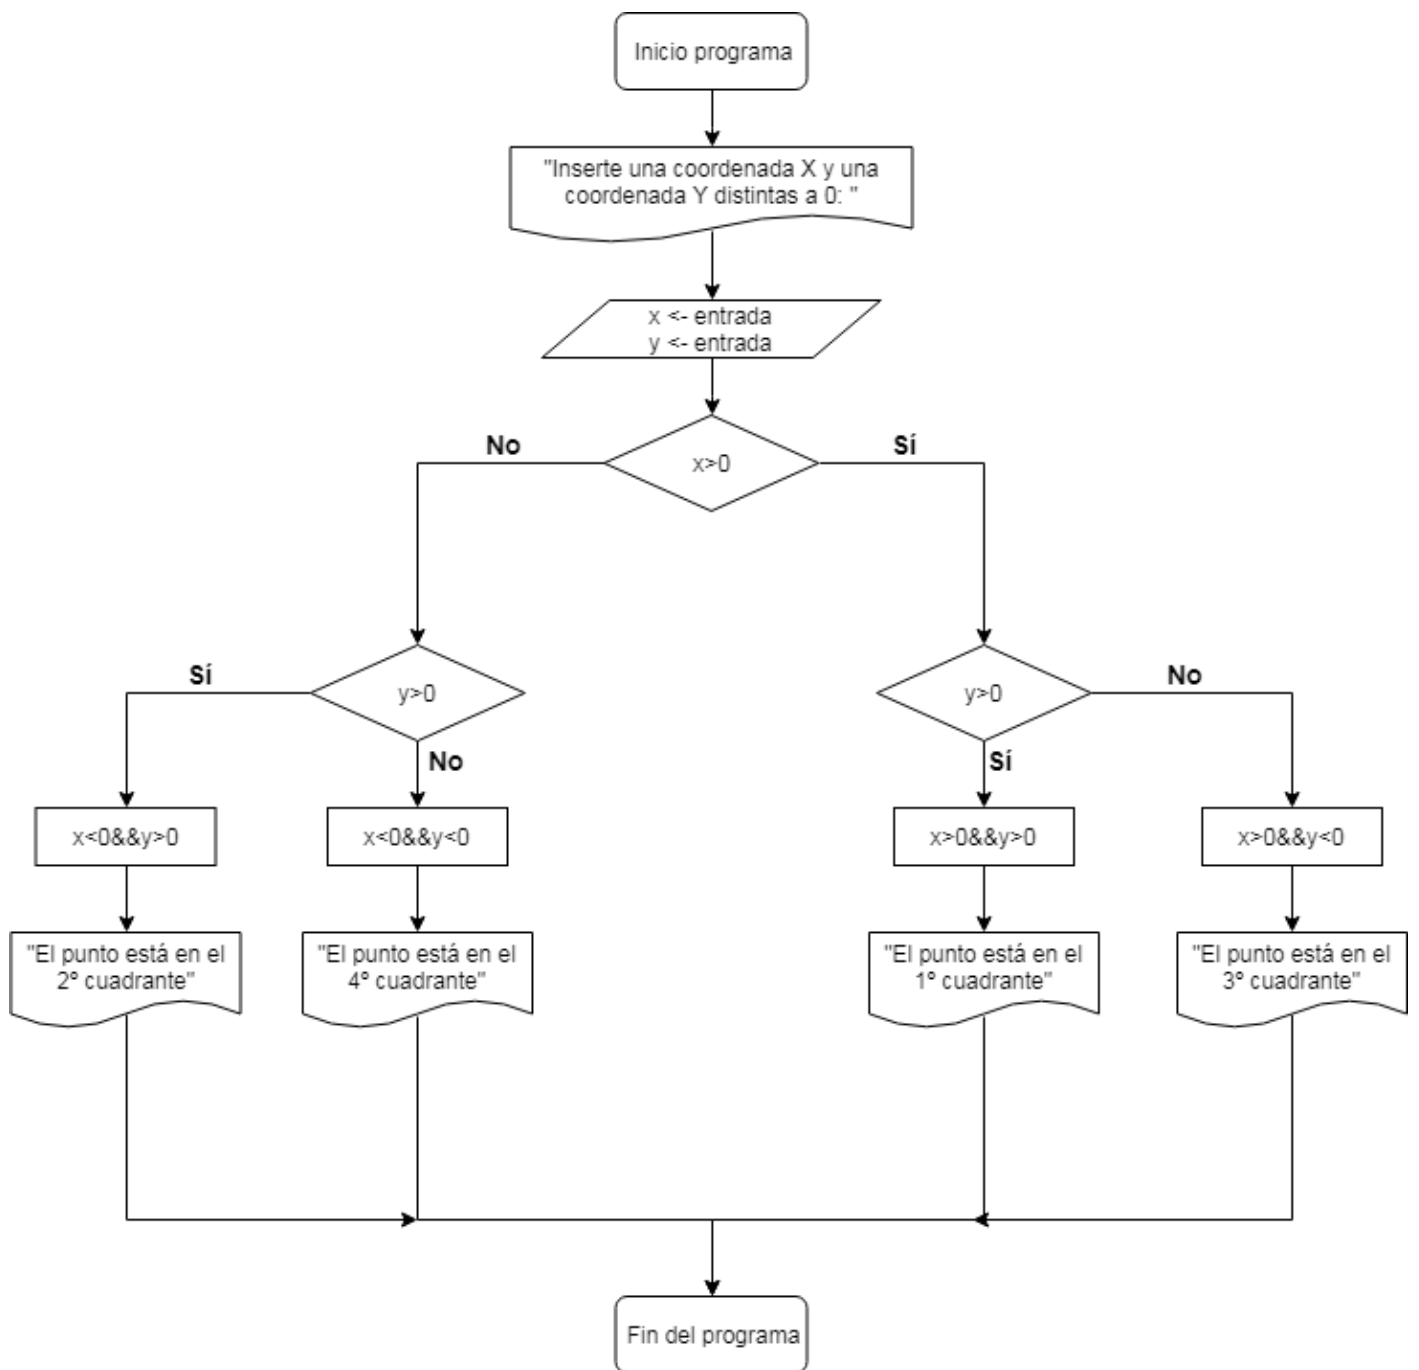 Inicio programa
"Inserte una coordenada X y una
coordenada Y distintas a 0: "
x <- entrada
y <- entrada
x>0
No
Sí
y>0
Sí
No
y>0
Sí
No
x<0&&y>0
x<0&&y<0
x>0&&y>0
x>0&&y<0
"El punto está en el
2º cuadrante"
"El punto está en el
4º cuadrante"
"El punto está en el
1º cuadrante"
"El punto está en el
3º cuadrante"
Fin del programa